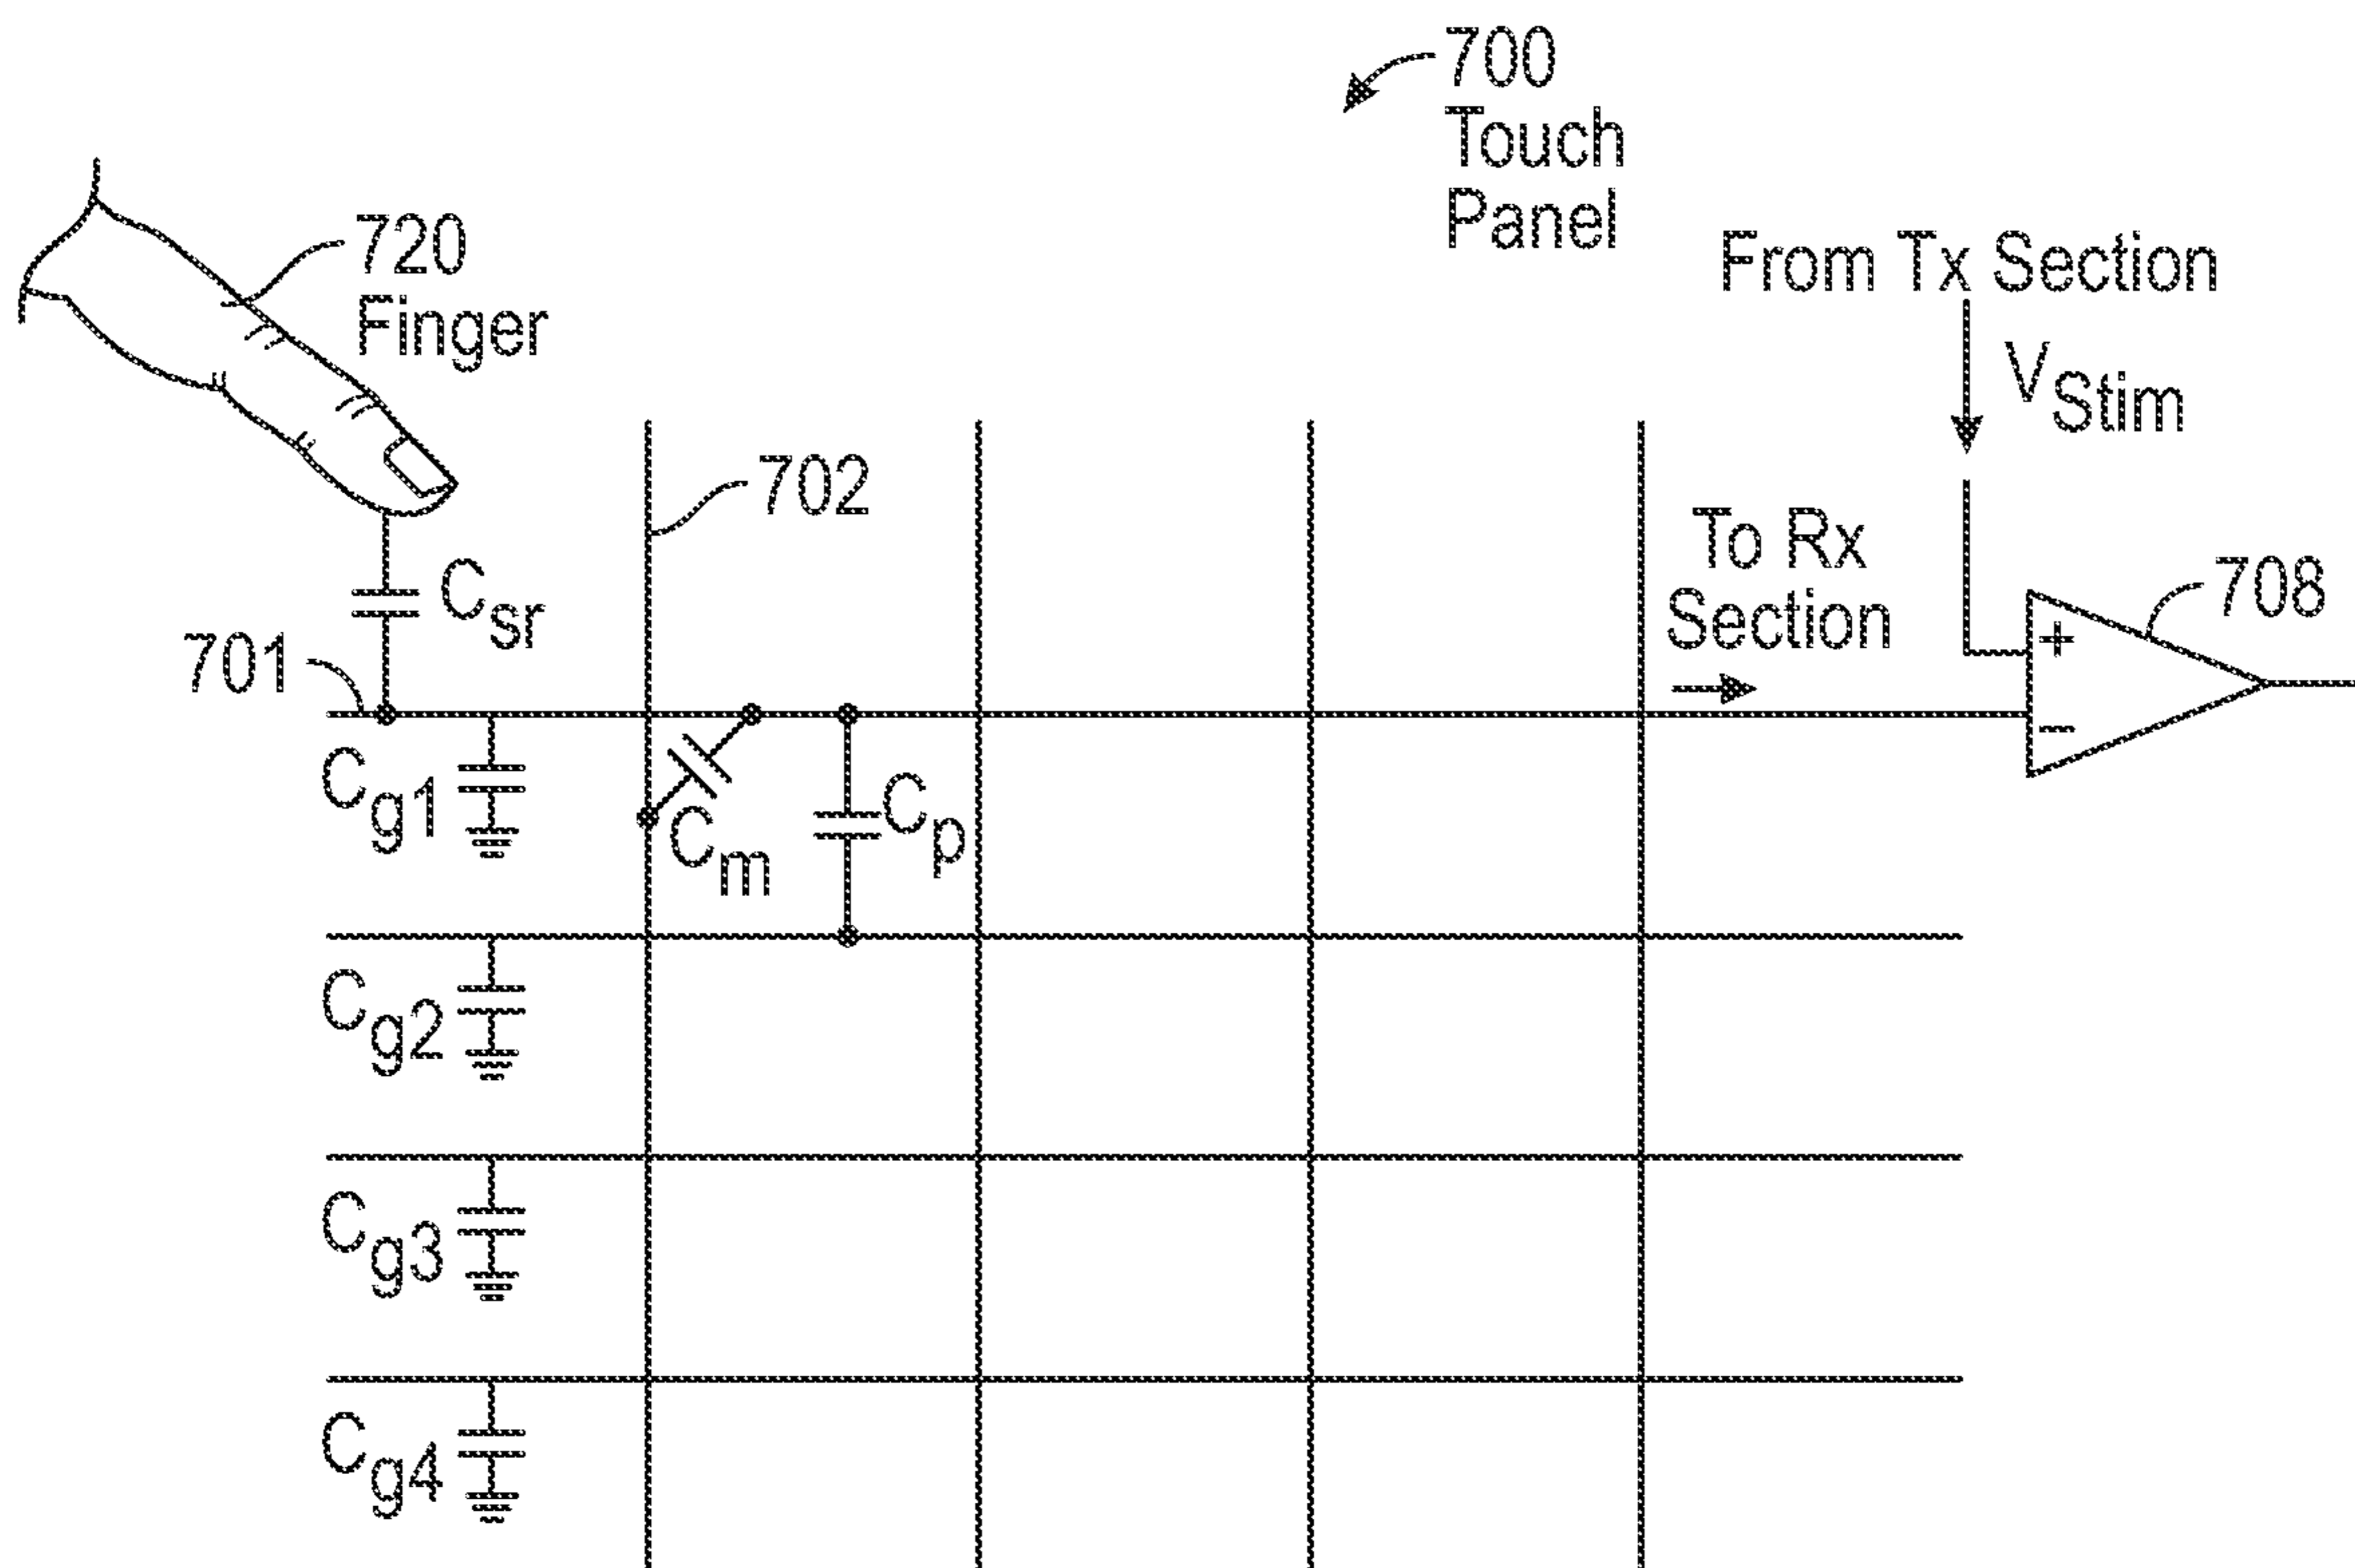 700
Touch
Panel
720
Finger
From Tx Section
VStim
702
To Rx
Section
708
+
−
Csr
701
Cg1
Cm
Cp
Cg2
Cg3
Cg4